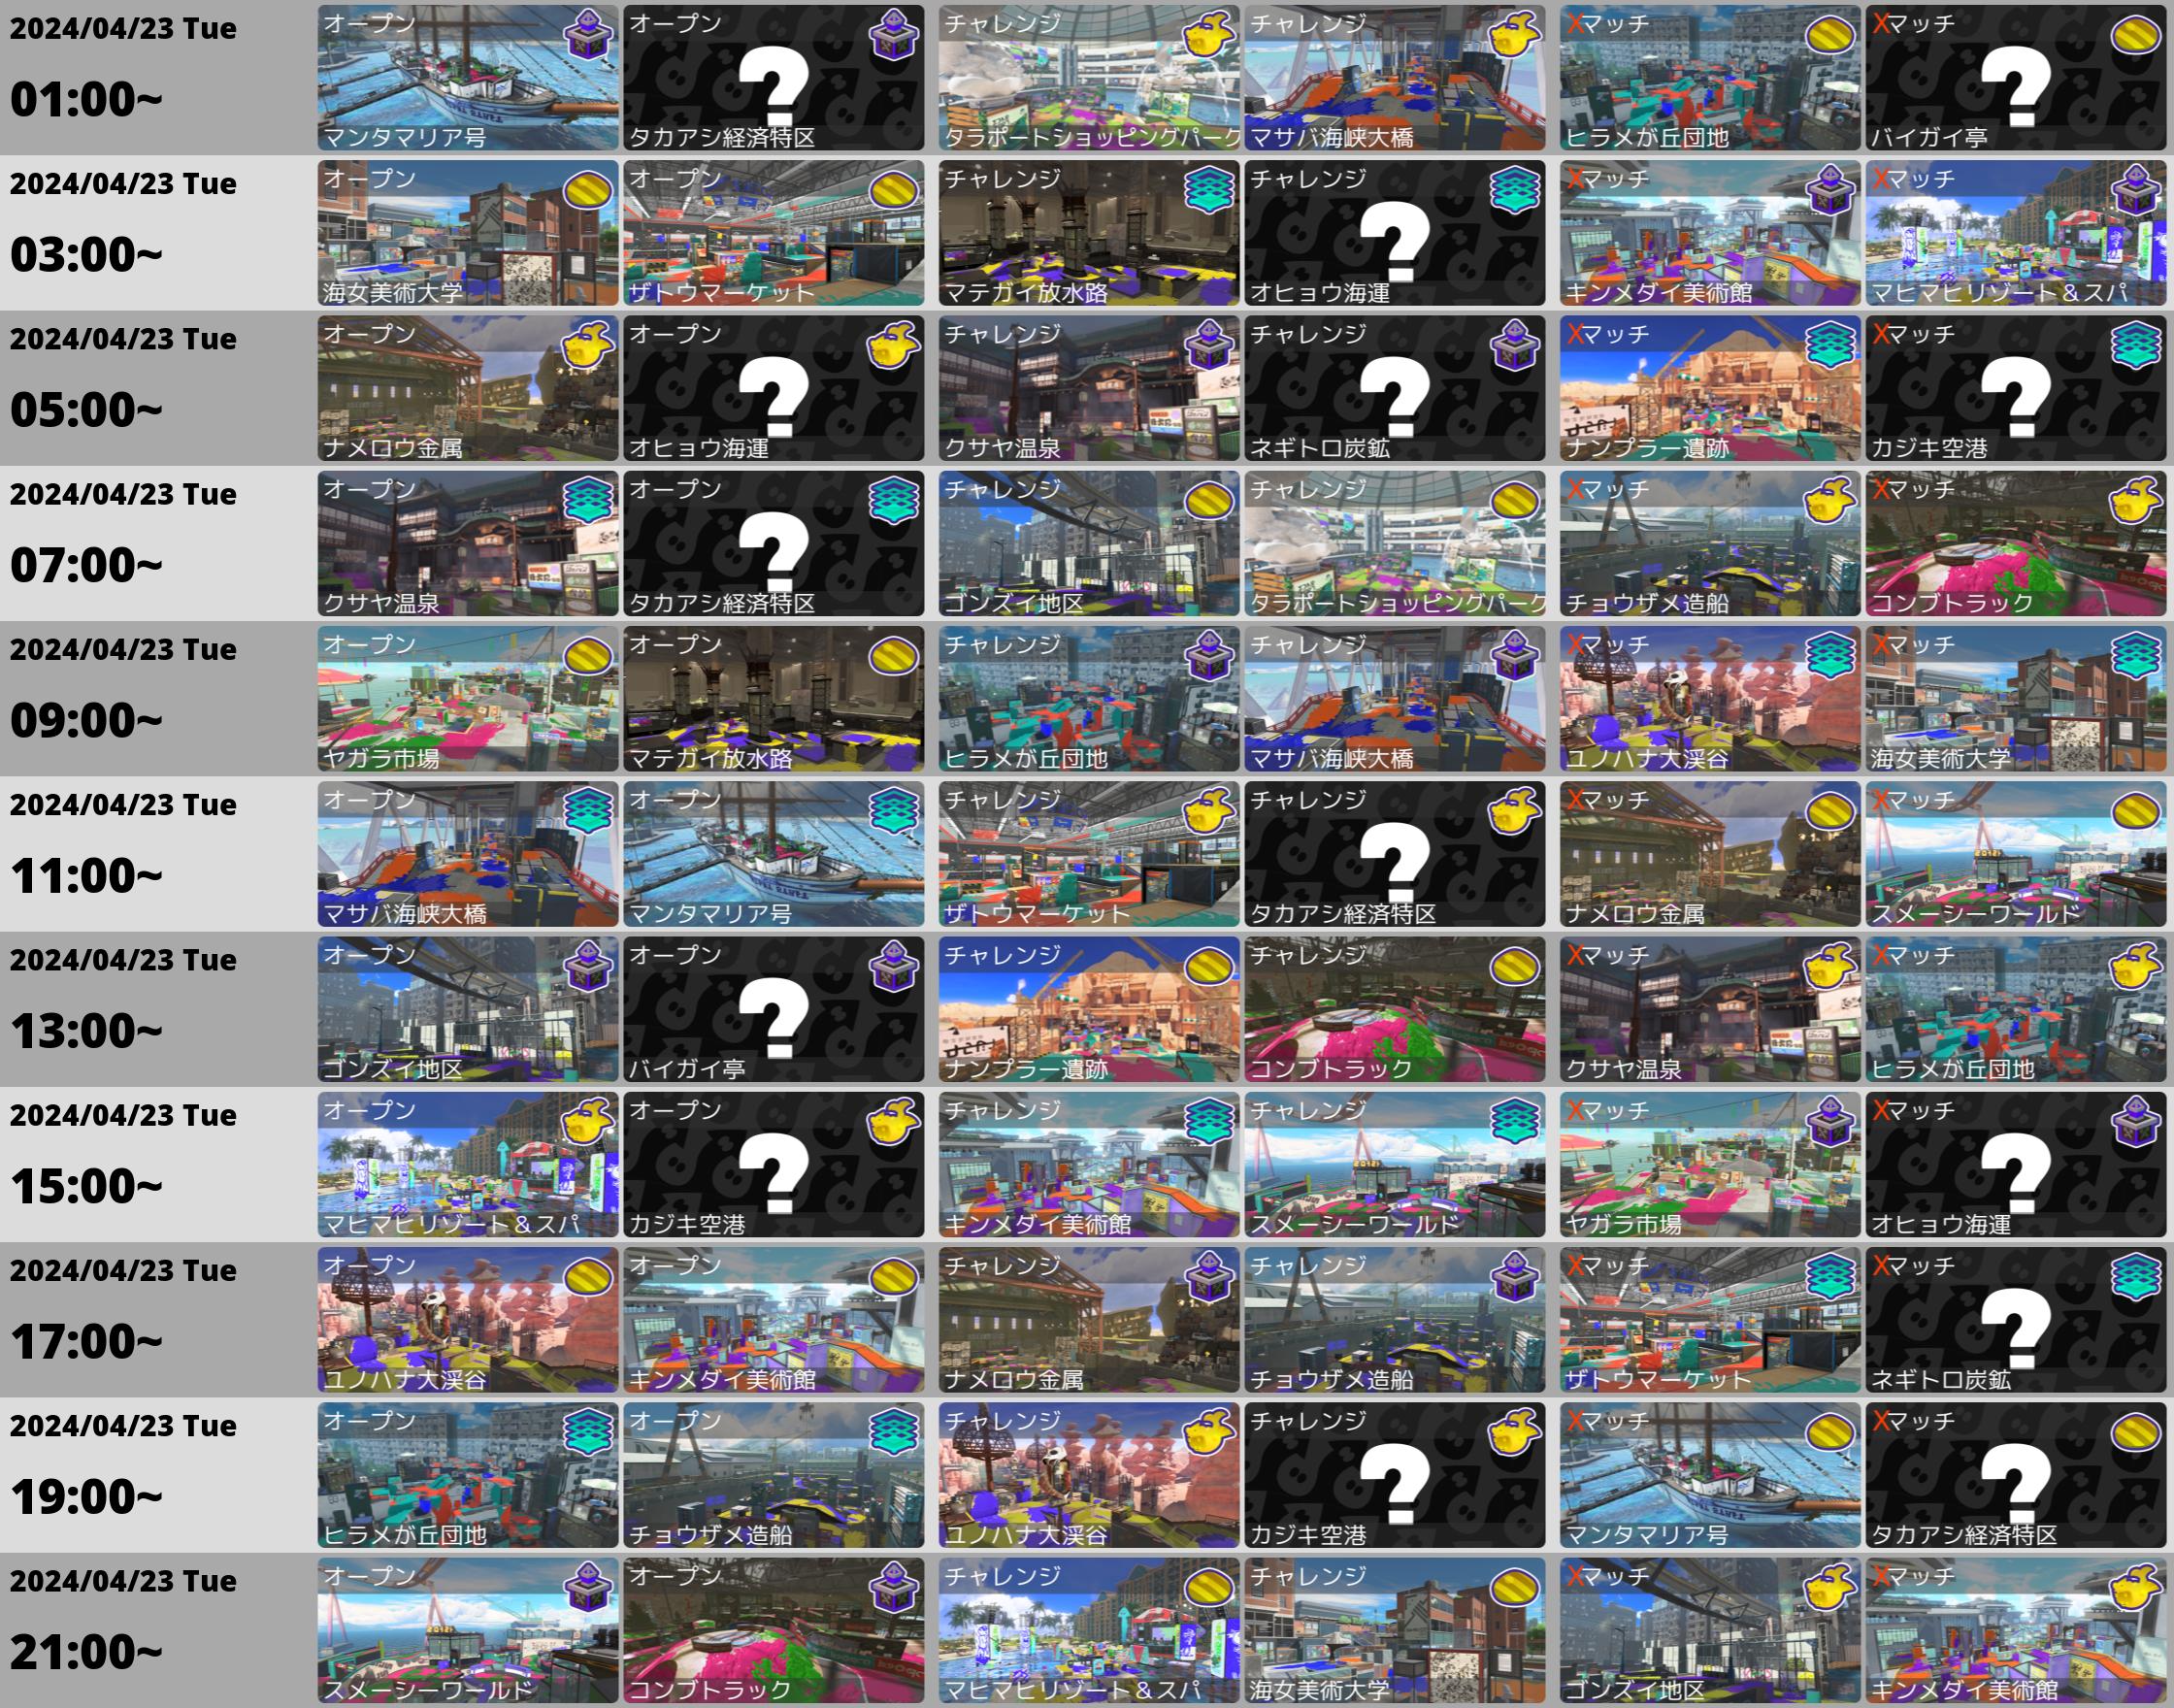 2024/04/23 Tue
01:00~
オープン
マンタマリア号
オープン
?
タカアシ経済特区
チャレンジ
タラポートショッピングパーク
チャレンジ
マサバ海峡大橋
Xマッチ
ヒラメが丘団地
Xマッチ
?
バイガイ亭
2024/04/23 Tue
03:00~
オープン
海女美術大学
オープン
ザトウマーケット
チャレンジ
マテガイ放水路
チャレンジ
?
オヒョウ海運
Xマッチ
キンメダイ美術館
Xマッチ
マヒマヒリゾート＆スパ
2024/04/23 Tue
05:00~
オープン
ナメロウ金属
オープン
?
オヒョウ海運
チャレンジ
クサヤ温泉
チャレンジ
?
ネギトロ炭鉱
Xマッチ
ナンプラー遺跡
Xマッチ
?
カジキ空港
2024/04/23 Tue
07:00~
オープン
クサヤ温泉
オープン
?
タカアシ経済特区
チャレンジ
ゴンズイ地区
チャレンジ
タラポートショッピングパーク
Xマッチ
チョウザメ造船
Xマッチ
コンブトラック
2024/04/23 Tue
09:00~
オープン
ヤガラ市場
オープン
マテガイ放水路
チャレンジ
ヒラメが丘団地
チャレンジ
マサバ海峡大橋
Xマッチ
ユノハナ大渓谷
Xマッチ
海女美術大学
2024/04/23 Tue
11:00~
オープン
マサバ海峡大橋
オープン
マンタマリア号
チャレンジ
ザトウマーケット
チャレンジ
?
タカアシ経済特区
Xマッチ
ナメロウ金属
Xマッチ
スメーシーワールド
2024/04/23 Tue
13:00~
オープン
ゴンズイ地区
オープン
?
バイガイ亭
チャレンジ
ナンプラー遺跡
チャレンジ
コンブトラック
Xマッチ
クサヤ温泉
Xマッチ
ヒラメが丘団地
2024/04/23 Tue
15:00~
オープン
マヒマヒリゾート＆スパ
オープン
?
カジキ空港
チャレンジ
キンメダイ美術館
チャレンジ
スメーシーワールド
Xマッチ
ヤガラ市場
Xマッチ
?
オヒョウ海運
2024/04/23 Tue
17:00~
オープン
ユノハナ大渓谷
オープン
キンメダイ美術館
チャレンジ
ナメロウ金属
チャレンジ
チョウザメ造船
Xマッチ
ザトウマーケット
Xマッチ
?
ネギトロ炭鉱
2024/04/23 Tue
19:00~
オープン
ヒラメが丘団地
オープン
チョウザメ造船
チャレンジ
ユノハナ大渓谷
チャレンジ
?
カジキ空港
Xマッチ
マンタマリア号
Xマッチ
?
タカアシ経済特区
2024/04/23 Tue
21:00~
オープン
スメーシーワールド
オープン
コンブトラック
チャレンジ
マヒマヒリゾート＆スパ
チャレンジ
海女美術大学
Xマッチ
ゴンズイ地区
Xマッチ
キンメダイ美術館